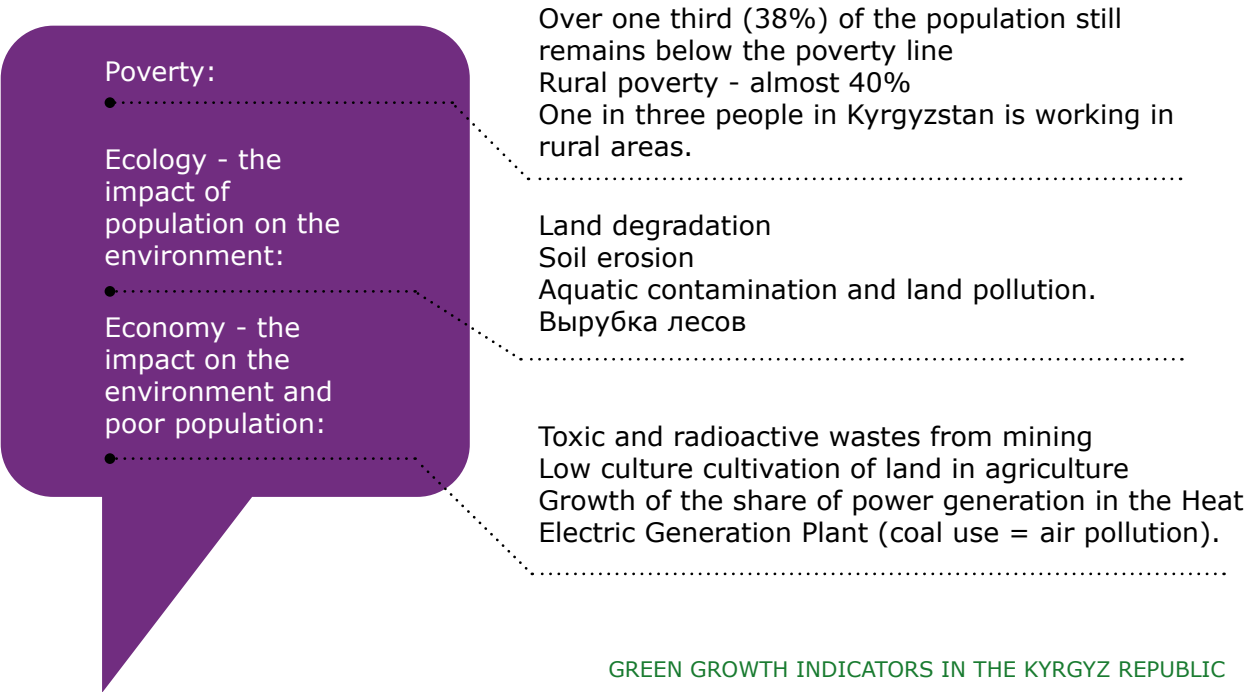 Poverty:
Over one third (38%) of the population still
remains below the poverty line
Rural poverty - almost 40%
One in three people in Kyrgyzstan is working in
rural areas.
Ecology - the
impact of
population on the
environment:
Land degradation
Soil erosion
Aquatic contamination and land pollution.
Вырубка лесов
Economy - the
impact on the
environment and
poor population:
Toxic and radioactive wastes from mining
Low culture cultivation of land in agriculture
Growth of the share of power generation in the Heat
Electric Generation Plant (coal use = air pollution).
GREEN GROWTH INDICATORS IN THE KYRGYZ REPUBLIC